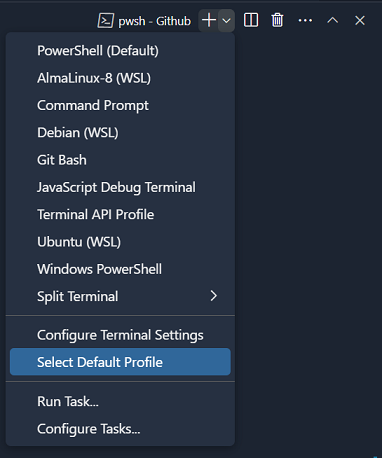 pwsh - Github
PowerShell (Default)
AlmaLinux-8 (WSL)
Command Prompt
Debian (WSL)
Git Bash
JavaScript Debug Terminal
Terminal API Profile
Ubuntu (WSL)
Windows PowerShell
Split Terminal
Configure Terminal Settings
Select Default Profile
Run Task...
Configure Tasks...